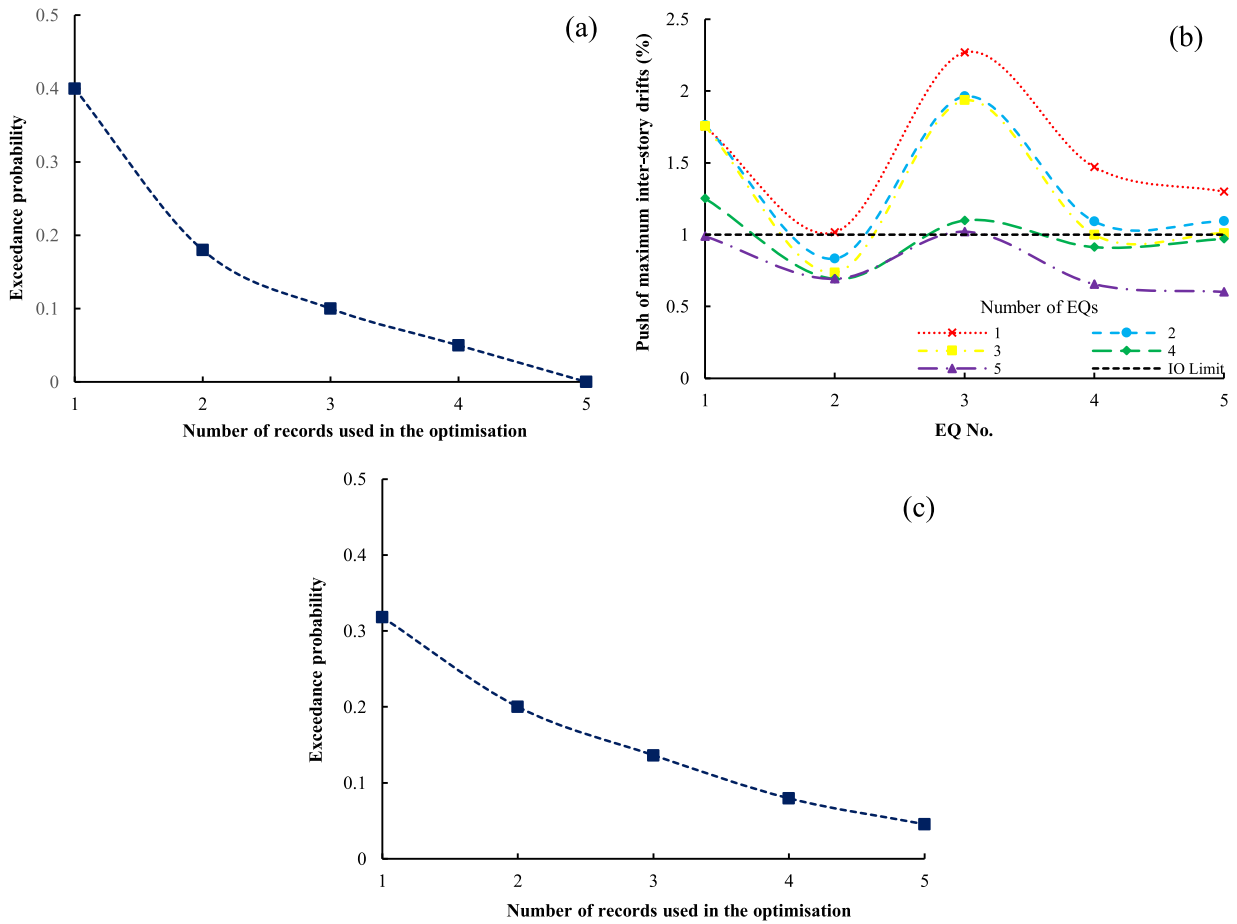 (a)
Exceedance probability
0.5
0.4
0.3
0.2
0.1
0
1 2 3 4 5
Number of records used in the optimisation
(b)
Push of maximum inter-story drifts (%)
2.5
2
1.5
1
0.5
0
Number of EQs
1 2
3 4
5 IO Limit
1 2 3 4 5
EQ No.
(c)
Exceedance probability
0.5
0.4
0.3
0.2
0.1
0
1 2 3 4 5
Number of records used in the optimisation